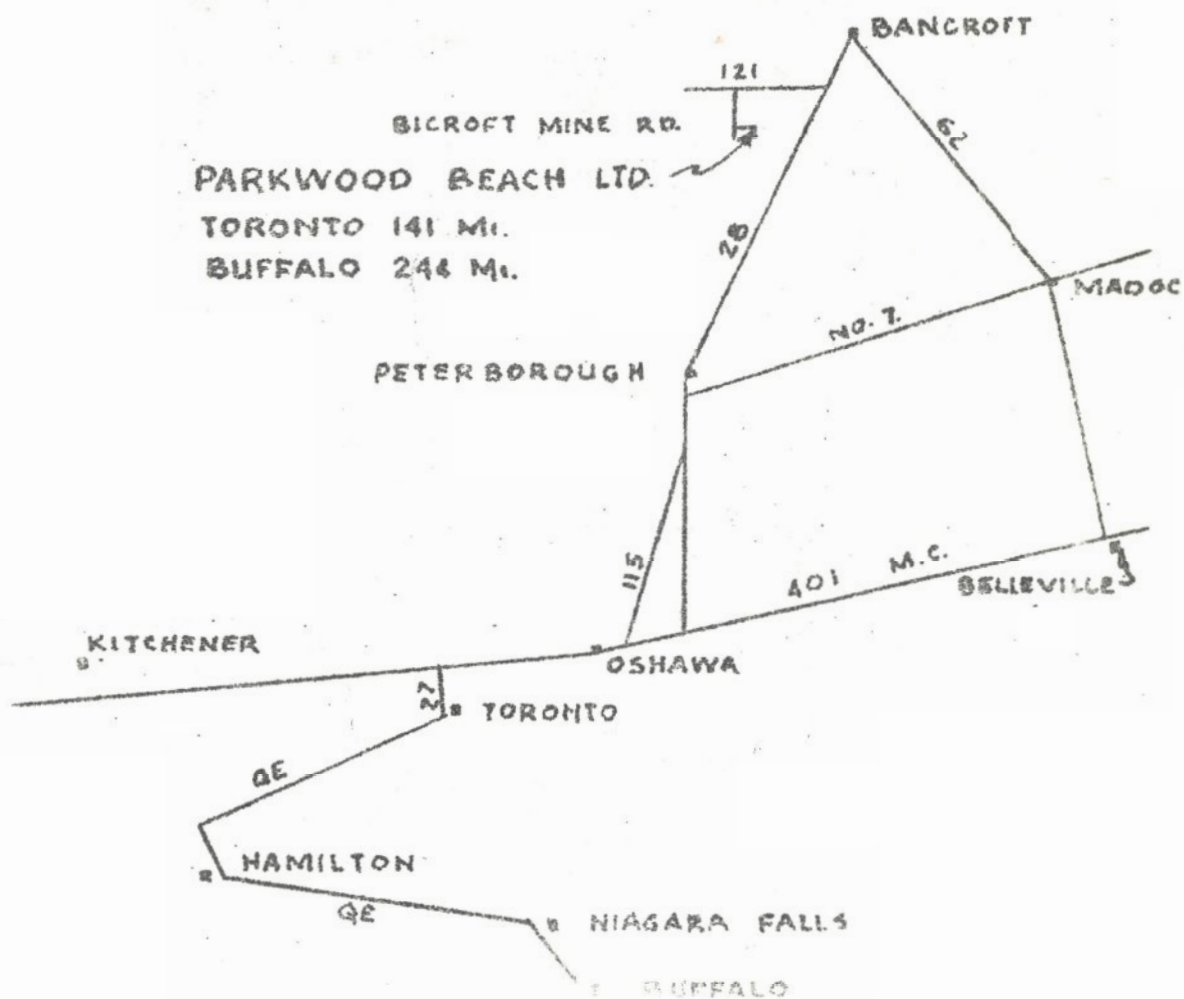 BANCROFT
121
BICROFT MINE RD.
PARKWOOD BEACH LTD.
TORONTO 141 MI.
BUFFALO MI.
62
28
MADOC
NO. 7.
PETERBOROUGH
115
401 M.C.
BELLEVILLE
KITCHENER
OSHAWA
27
TORONTO
QE
HAMILTON
QE
NIAGARA FALLS
BUFFALO